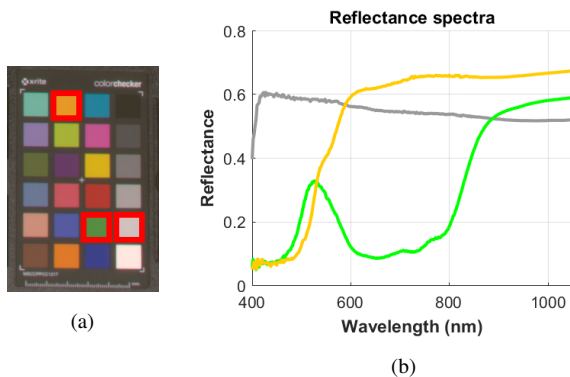 x·rite colorchecker
Reflectance spectra
0.8
0.6
0.4
0.2
0
Reflectance
400 600 800 1000
Wavelength (nm)
(a)
(b)